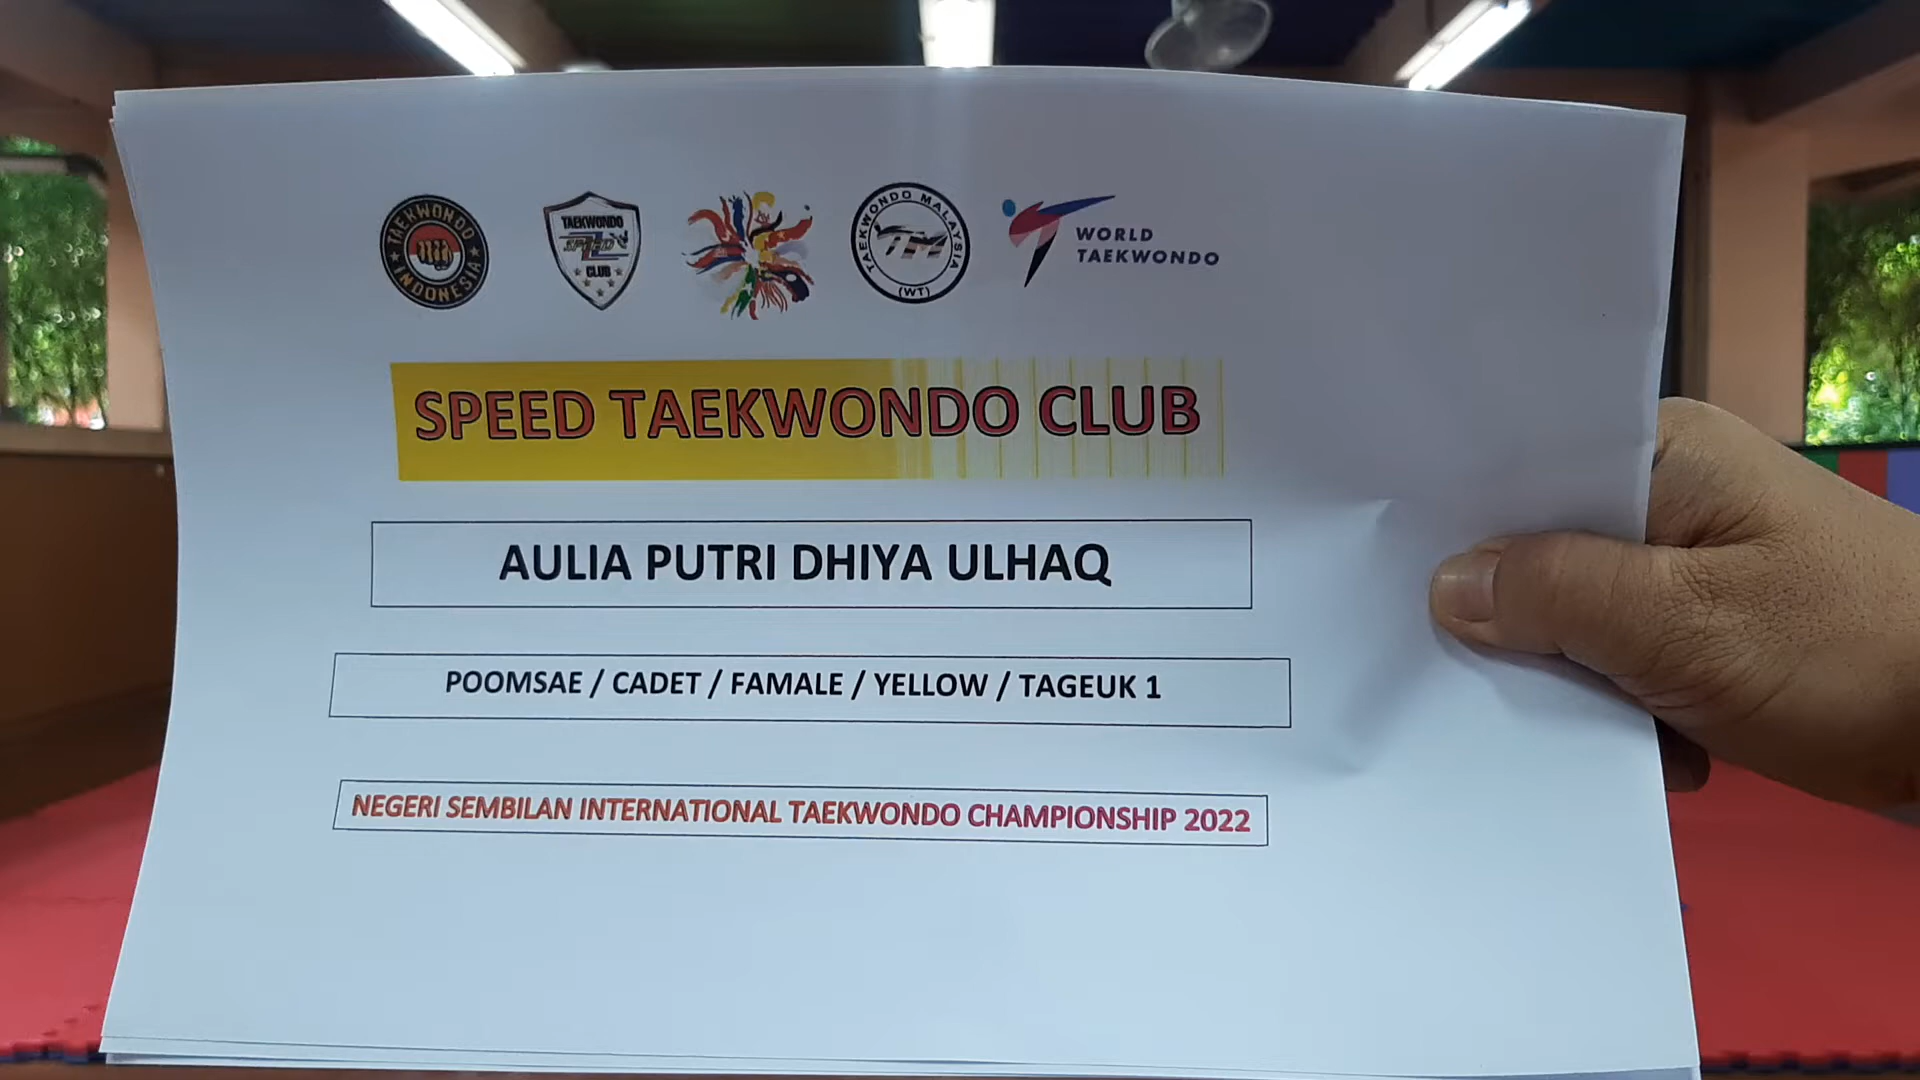 TAEKWONDO INDONESIA
TAEKWONDO
SPEED
CLUB
TAEKWONDO MALAYSIA
TM
(WT)
WORLD
TAEKWONDO
SPEED TAEKWONDO CLUB
AULIA PUTRI DHIYA ULHAQ
POOMSAE / CADET / FAMALE / YELLOW / TAGEUK 1
NEGERI SEMBILAN INTERNATIONAL TAEKWONDO CHAMPIONSHIP 2022